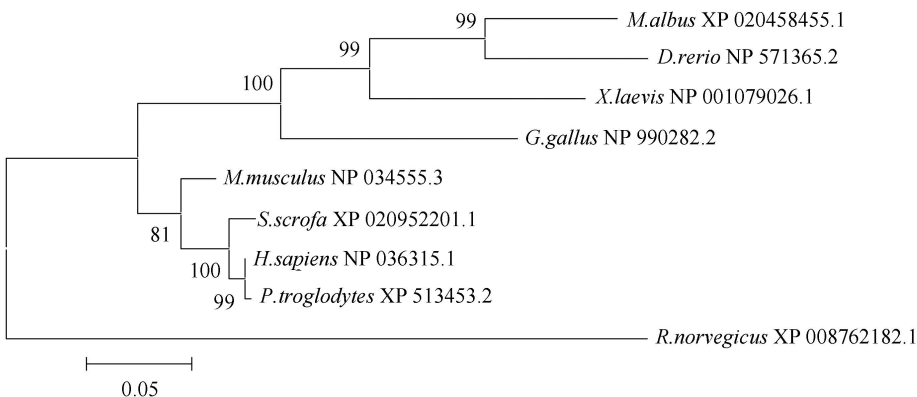 99
M.albus XP 020458455.1
99
D.rerio NP 571365.2
100
X.laevis NP 001079026.1
G.gallus NP 990282.2
M.musculus NP 034555.3
81
S.scrofa XP 020952201.1
100
H.sapiens NP 036315.1
99
P.troglodytes XP 513453.2
R.norvegicus XP 008762182.1
0.05